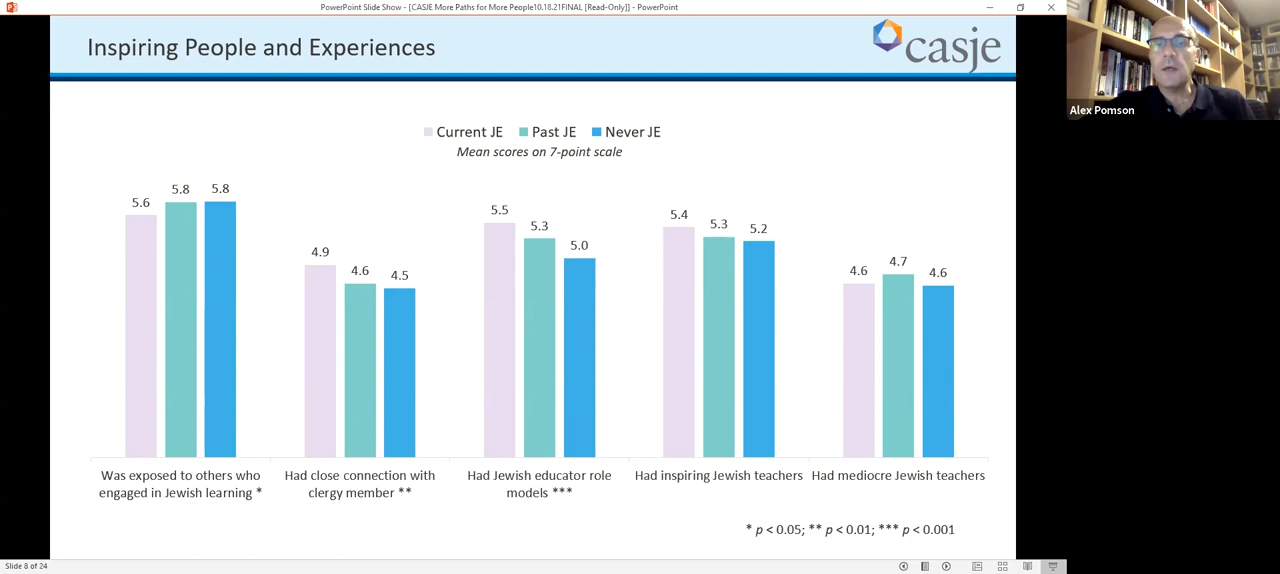 PowerPoint Slide Show - [CASJE More Paths for More People10.18.21FINAL [Read-Only]] - PowerPoint
Inspiring People and Experiences
casje
Alex Pomson
Current JE Past JE Never JE
Mean scores on 7-point scale
5.6 5.8 5.8
4.9 4.6 4.5
5.5 5.3 5.0
5.4 5.3 5.2
4.6 4.7 4.6
Was exposed to others who
engaged in Jewish learning *
Had close connection with
clergy member **
Had Jewish educator role
models ***
Had inspiring Jewish teachers
Had mediocre Jewish teachers
* p < 0.05; ** p < 0.01; *** p < 0.001
Slide 8 of 24